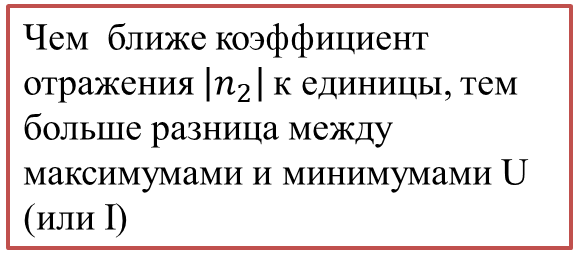 Чем  ближе коэффициент
отражения |n₂| к единицы, тем
больше разница между
максимумами и минимумами U
(или I)